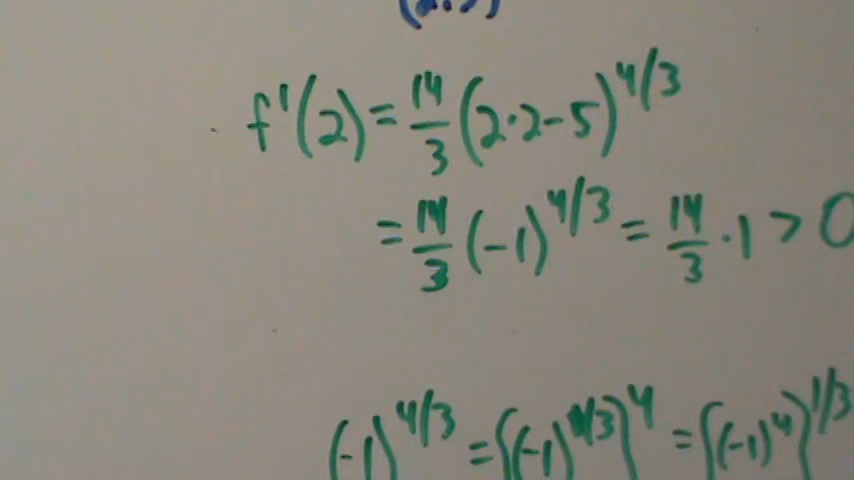 f'(2) = 14/3 (2·2-5)^4/3
= 14/3 (-1)^4/3 = 14/3 · 1 > 0
(-1)^4/3 = ((-1)^1/3)^4 = ((-1)^4)^1/3